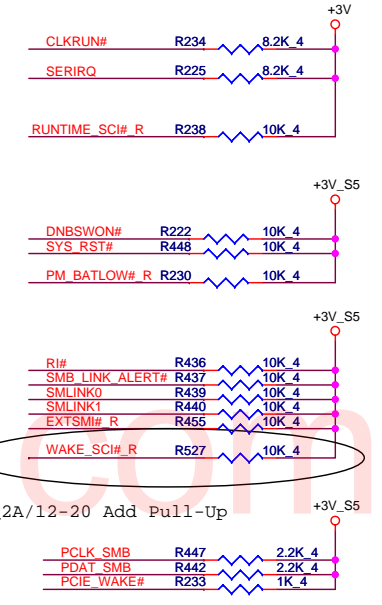 +3V
CLKRUN# R234 8.2K_4
SERIRQ R225 8.2K_4
RUNTIME_SCI#_R R238 10K_4
+3V_S5
DNBSWON# R222 10K_4
SYS_RST# R448 10K_4
PM_BATLOW#_R R230 10K_4
+3V_S5
RI# R436 10K_4
SMB_LINK_ALERT# R437 10K_4
SMLINK0 R439 10K_4
SMLINK1 R440 10K_4
EXTSMI#_R R455 10K_4
WAKE_SCI#_R R527 10K_4
2A/12-20 Add Pull-Up
+3V_S5
PCLK_SMB R447 2.2K_4
PDAT_SMB R442 2.2K_4
PCIE_WAKE# R233 1K_4
com